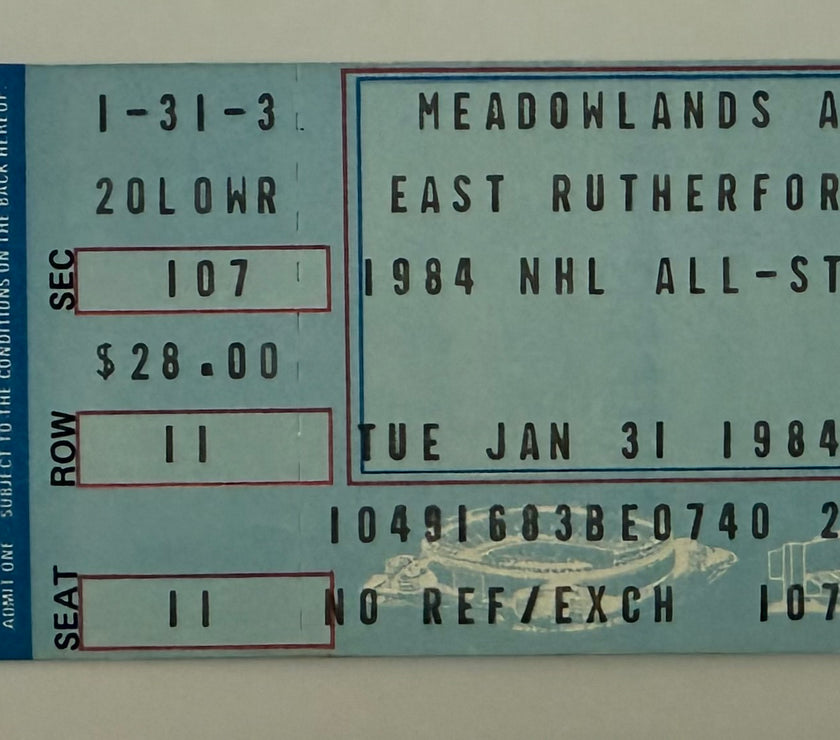 ADMIT ONE SUBJECT TO THE CONDITIONS ON THE BACK HEREOF.
1-31-3
20LOWR
SEC 107
$28.00
ROW 11
SEAT 11
MEADOWLANDS A
EAST RUTHERFOR
1984 NHL ALL-ST
TUE JAN 31 1984
10491683BE0740 2
NO REF/EXCH 107